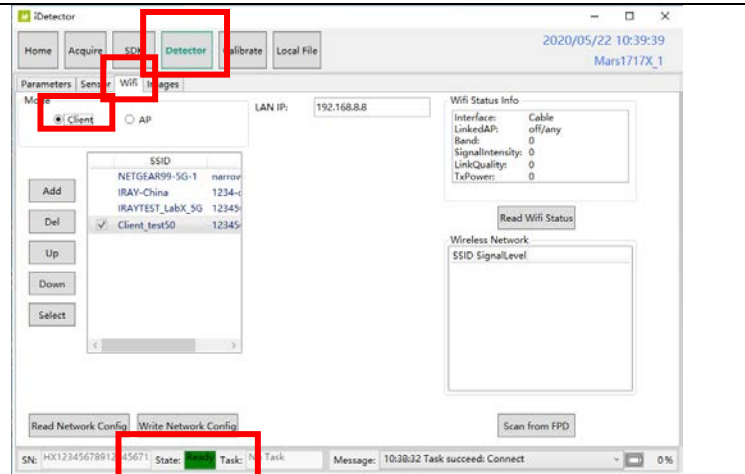 iDetector
2020/05/22 10:39:39
Home Acquire SDK Detector Calibrate Local File
Mars1717X_1
Parameters Sensor Wifi Images
Mode
Client AP
LAN IP: 192.168.8.8
Wifi Status Info
Interface: Cable
LinkedAP: off/any
Band: 0
SignalIntensity: 0
LinkQuality: 0
TxPower: 0
Read Wifi Status
SSID
NETGEAR99-5G-1 narrow
IRAY-China 1234-
IRAYTEST_LabX_5G 12345
Client_test50 12345
Add
Del
Up
Down
Select
Wireless Network
SSID SignalLevel
Read Network Config Write Network Config
Scan from FPD
SN: State: Ready Task: No Task Message: 10:38:32 Task succeed: Connect 0%